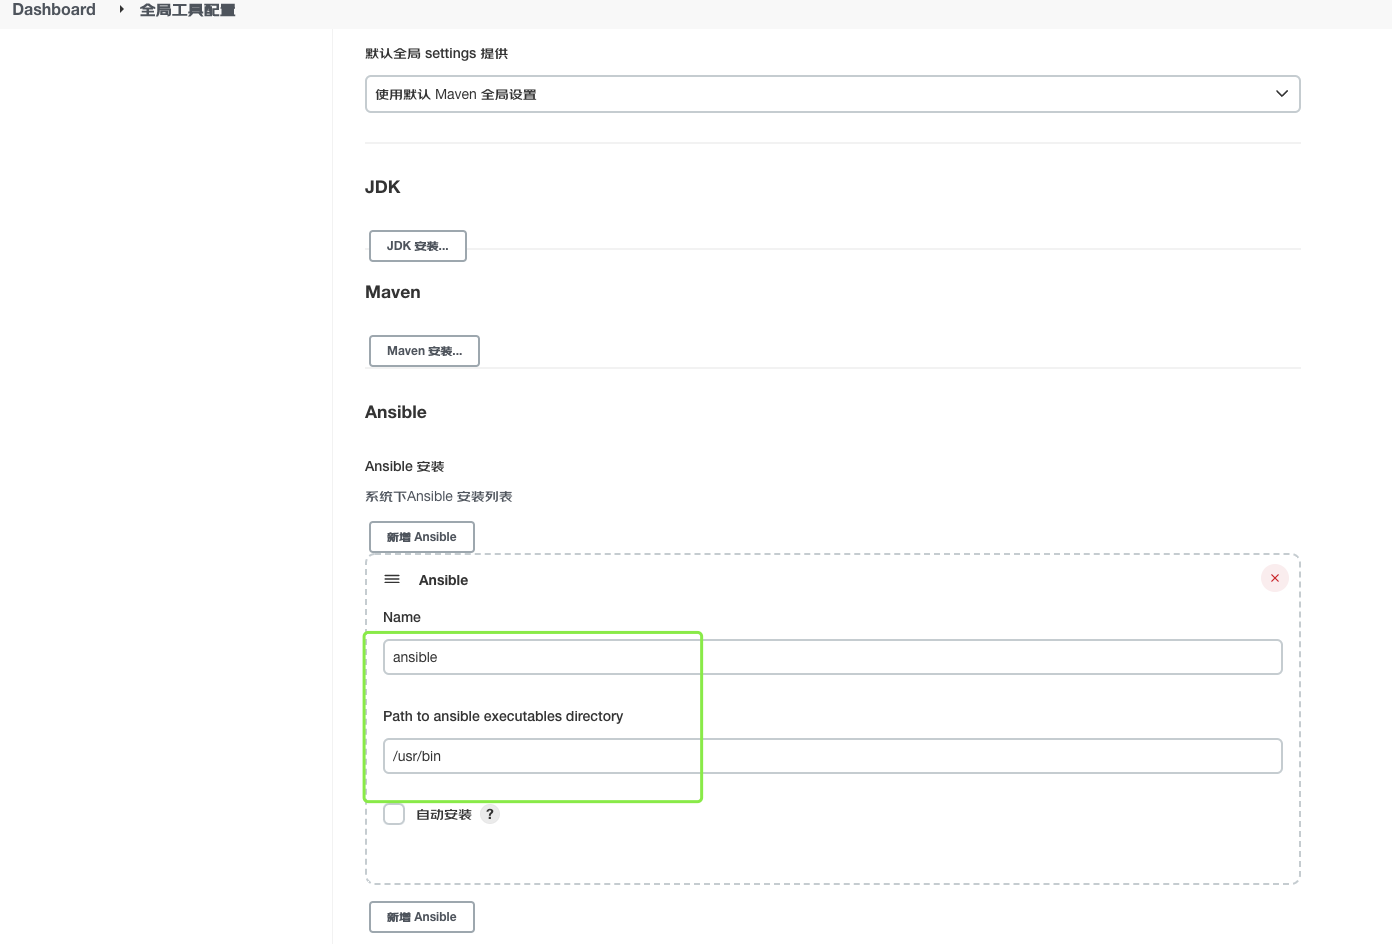 Dashboard 全局工具配置
默认全局 settings 提供
使用默认 Maven 全局设置
JDK
JDK 安装...
Maven
Maven 安装...
Ansible
Ansible 安装
系统下Ansible 安装列表
新增 Ansible
Ansible
Name
ansible
Path to ansible executables directory
/usr/bin
自动安装 ?
新增 Ansible